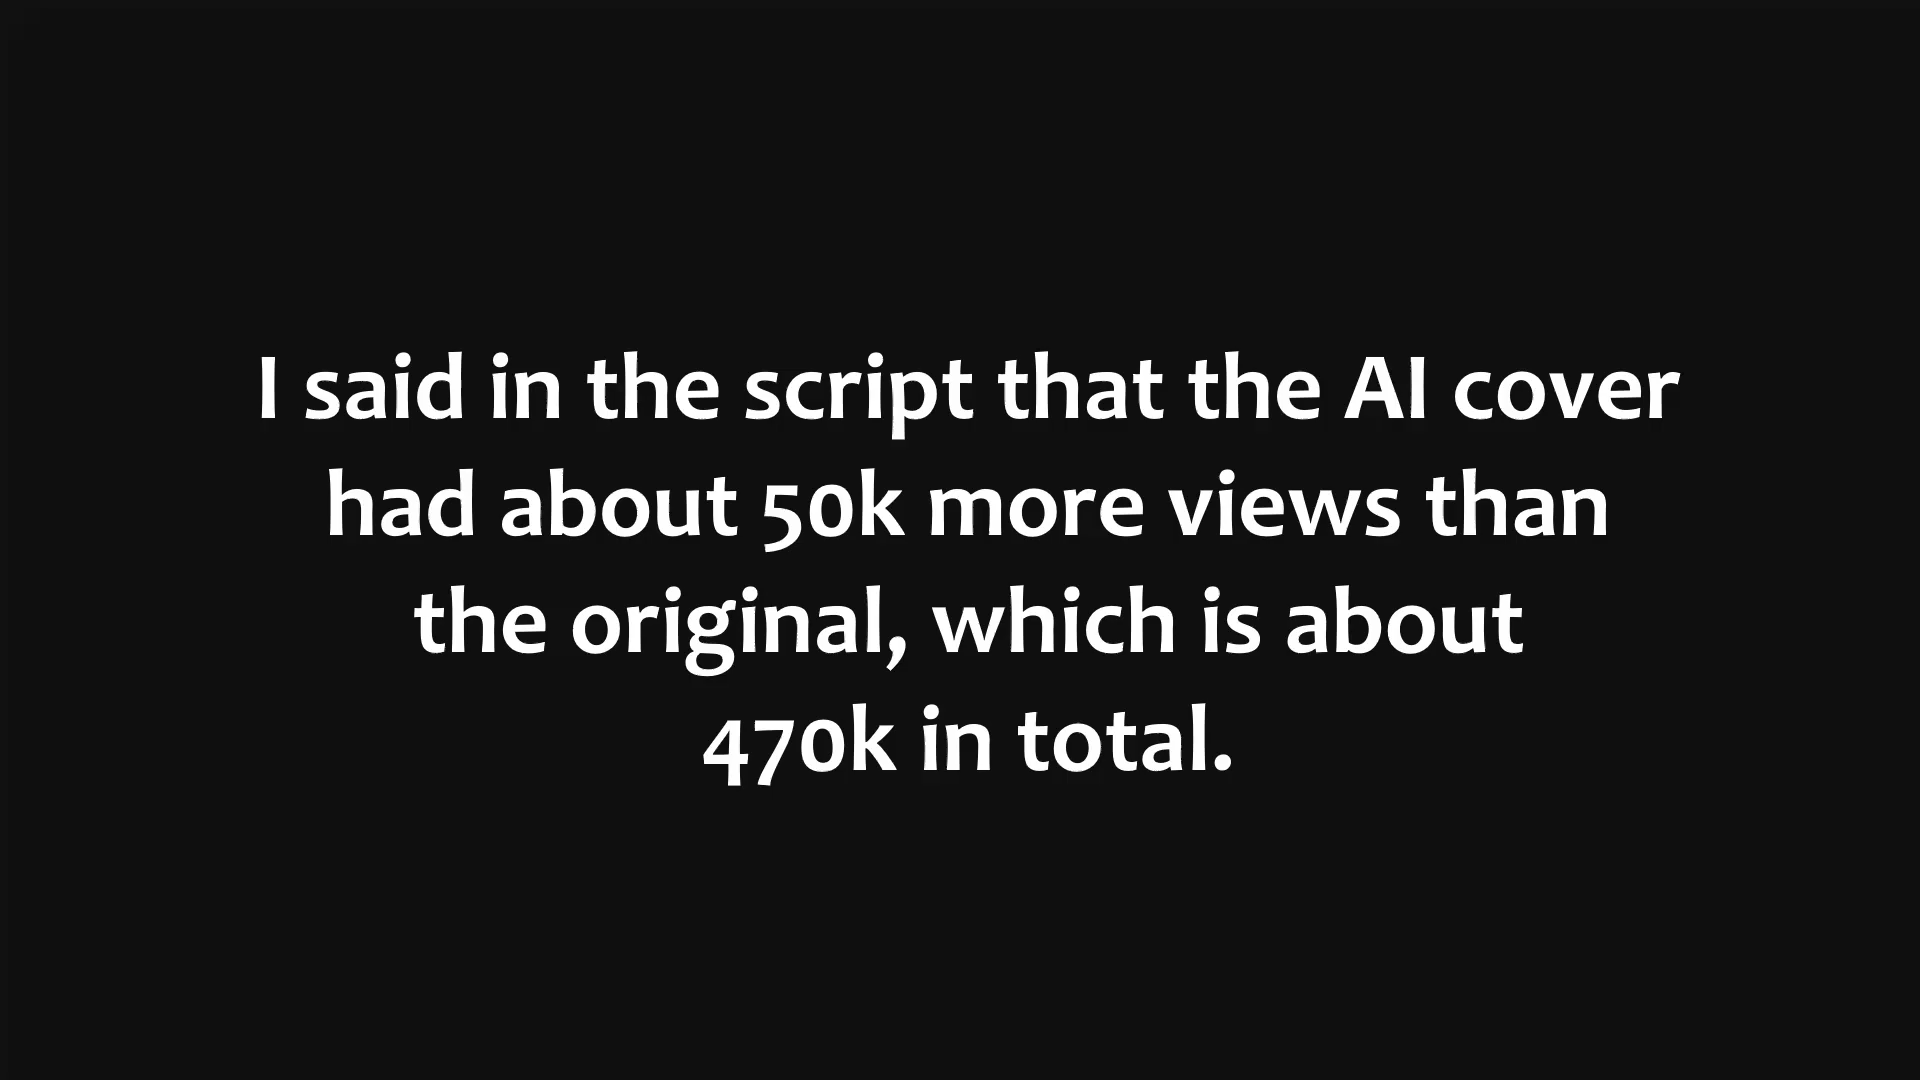 I said in the script that the AI cover
had about 50k more views than
the original, which is about
470k in total.